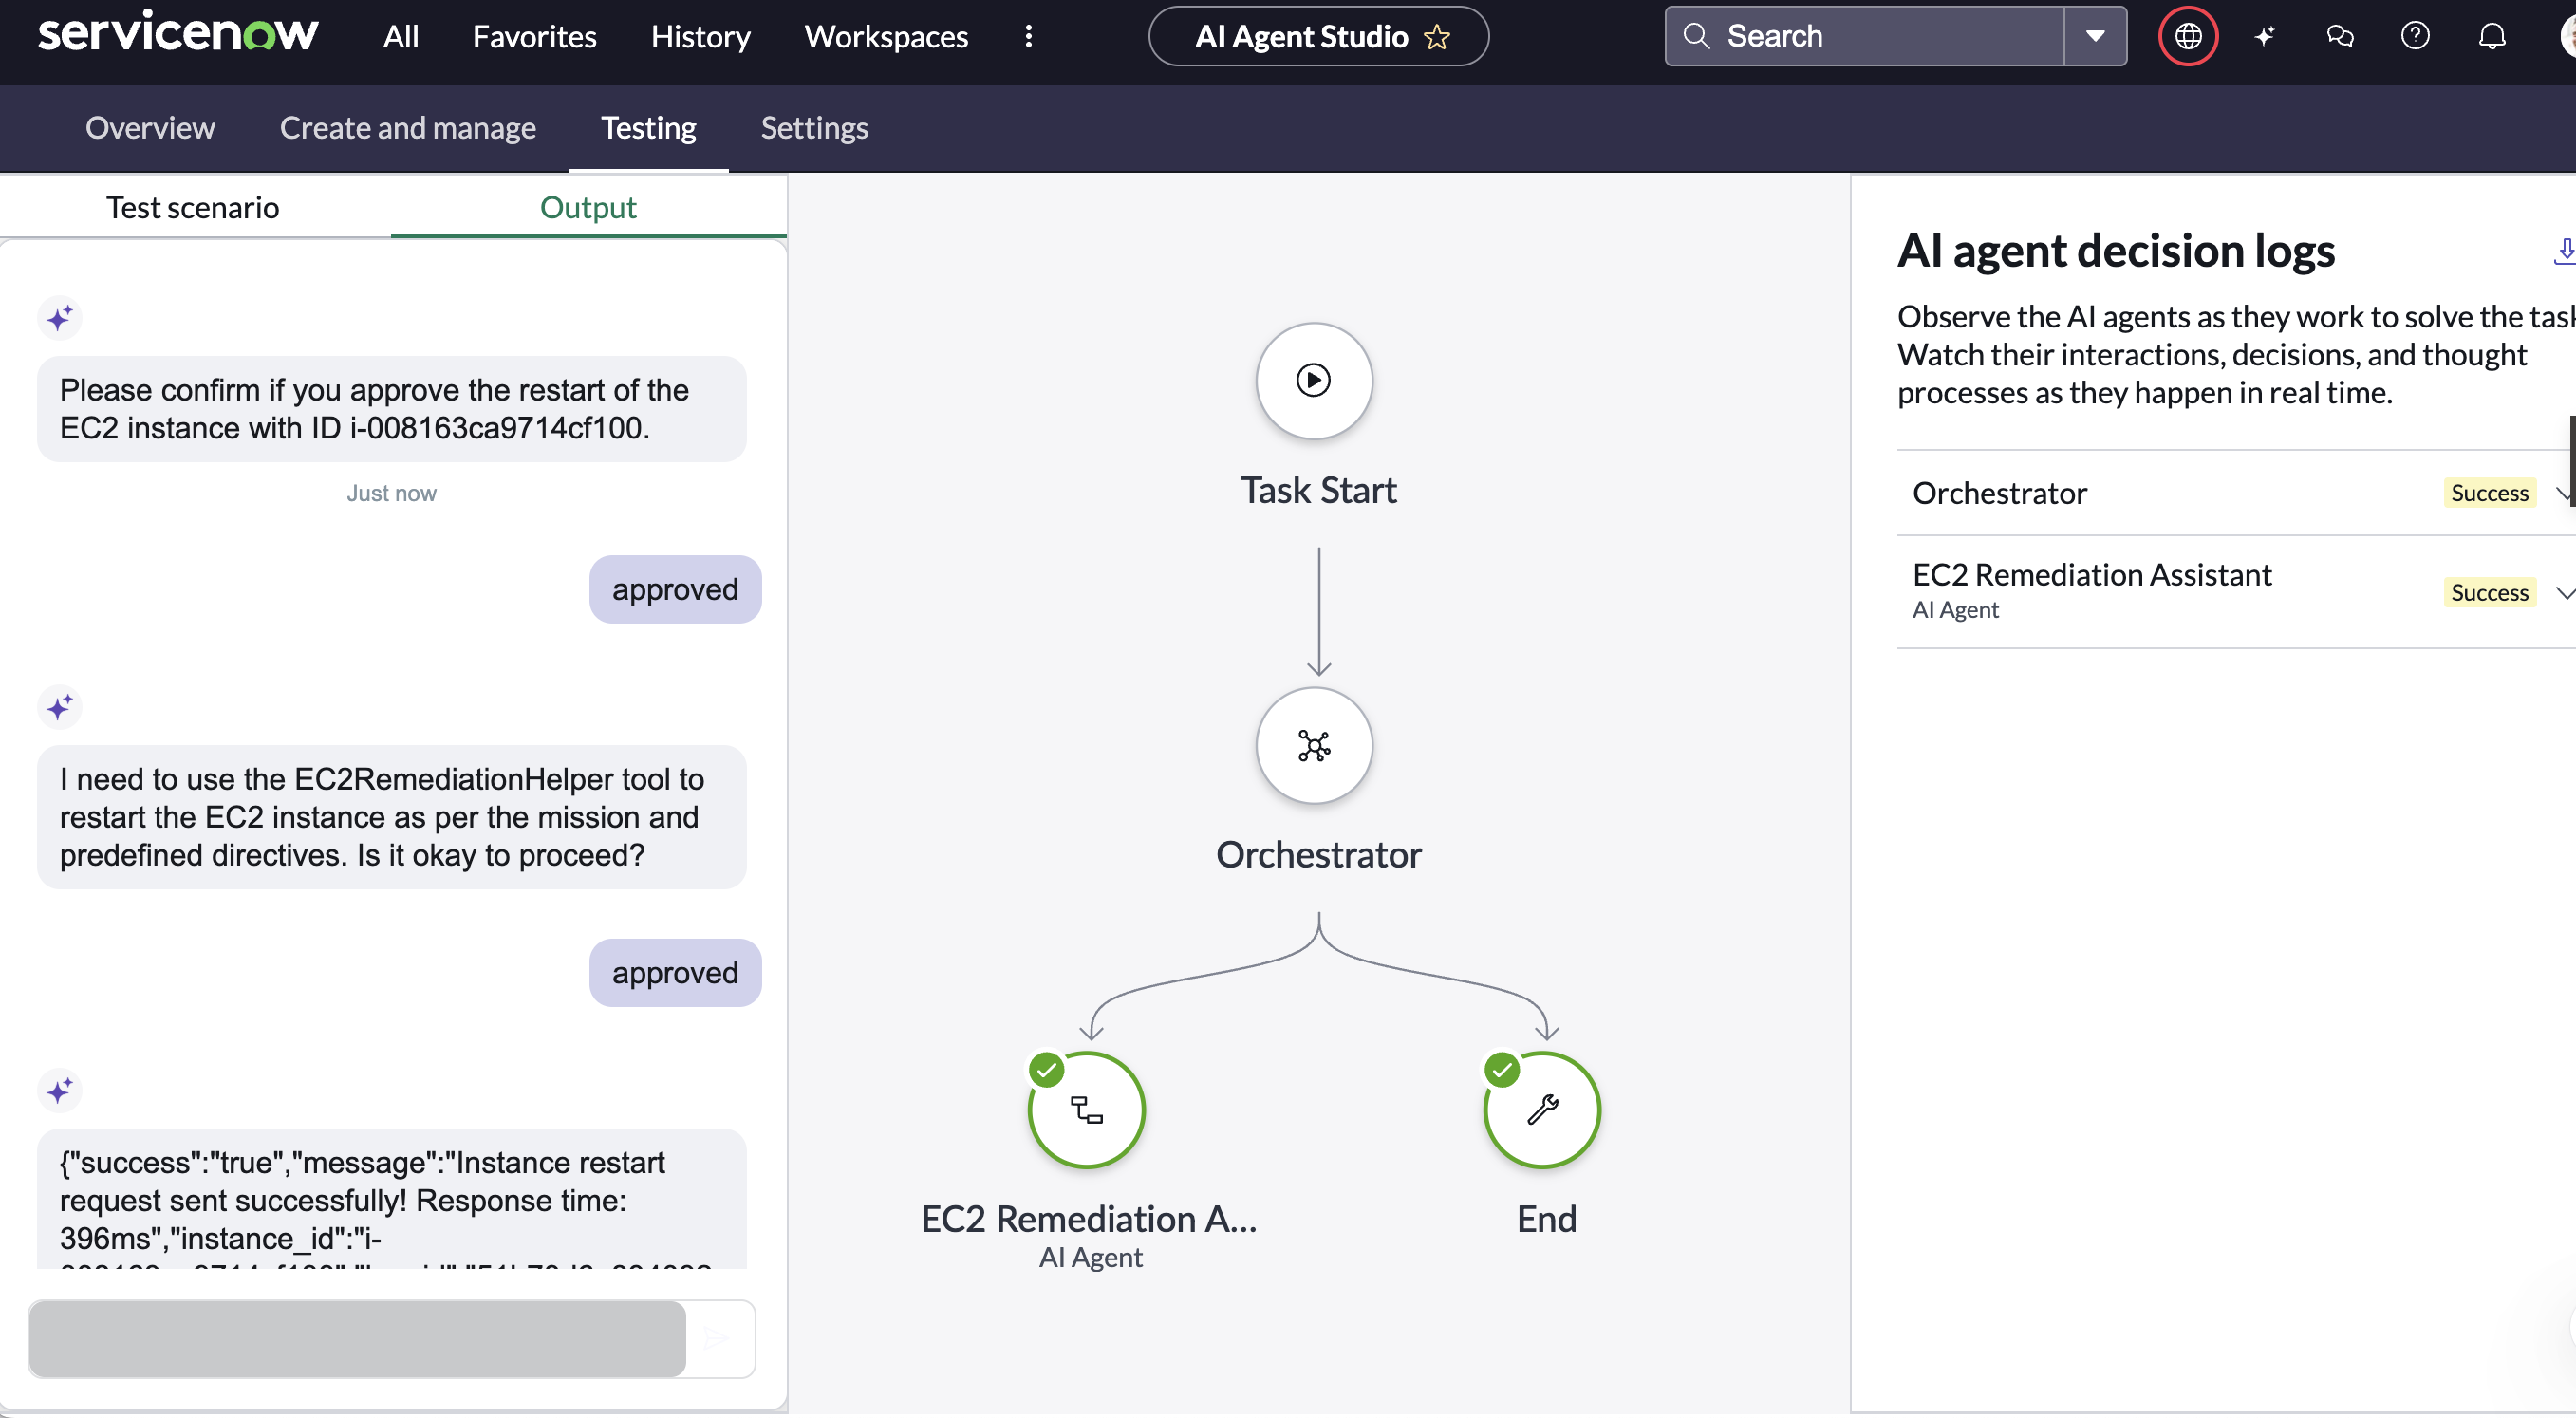 servicenow
All
Favorites
History
Workspaces
AI Agent Studio
Search
Overview
Create and manage
Testing
Settings
Test scenario
Output
Please confirm if you approve the restart of the
EC2 instance with ID i-008163ca9714cf100.
Just now
approved
I need to use the EC2RemediationHelper tool to
restart the EC2 instance as per the mission and
predefined directives. Is it okay to proceed?
approved
{"success":"true","message":"Instance restart
request sent successfully! Response time:
396ms","instance_id":"i-
Task Start
Orchestrator
EC2 Remediation A...
AI Agent
End
AI agent decision logs
Observe the AI agents as they work to solve the
Watch their interactions, decisions, and thought
processes as they happen in real time.
Orchestrator
Success
EC2 Remediation Assistant
AI Agent
Success